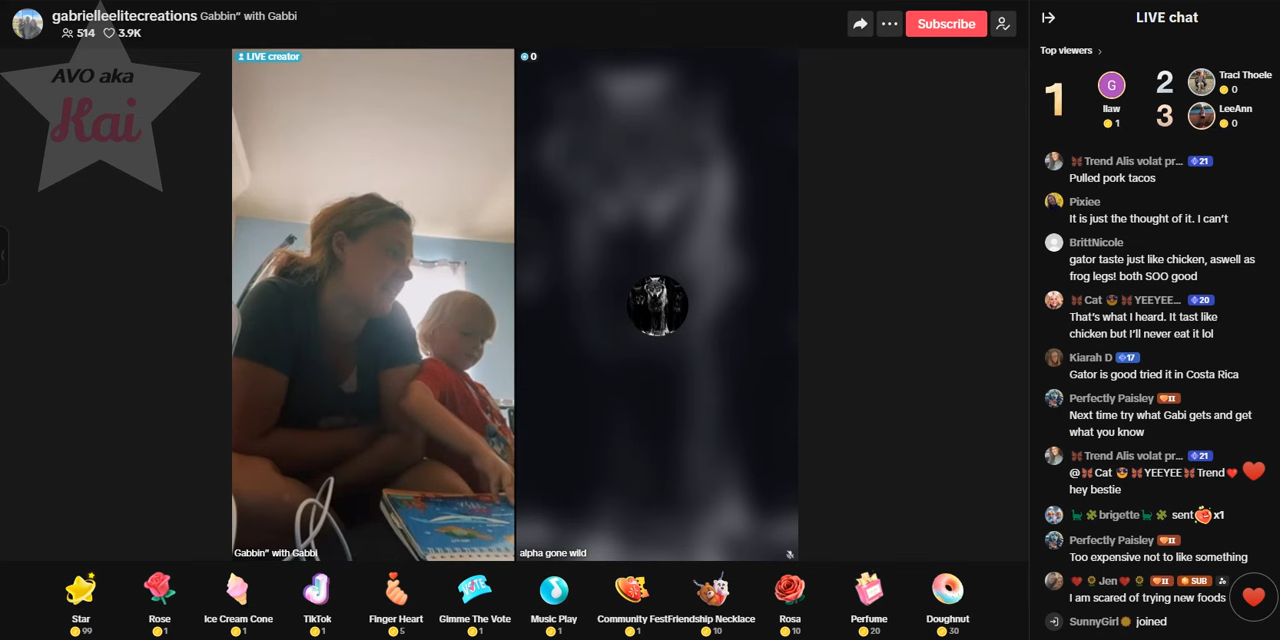 gabrielleelitecreations Gabbin” with Gabbi
514 3.9K
Subscribe
AVO aka
Kai
LIVE creator
0
Gabbin” with Gabbi
alpha gone wild
LIVE chat
Top viewers
1
G
llaw
1
2
Traci Thoele
0
3
LeeAnn
0
Trend Alis volat pr... 21
Pulled pork tacos
Pixiee
It is just the thought of it. I can’t
BrittNicole
gator taste just like chicken, aswell as
frog legs! both SOO good
Cat YEEYEE... 20
That’s what I heard. It tast like
chicken but I’ll never eat it lol
Kiarah D 17
Gator is good tried it in Costa Rica
Perfectly Paisley II
Next time try what Gabi gets and get
what you know
Trend Alis volat pr... 21
@Cat YEEYEE Trend
hey bestie
brigette sent x1
Perfectly Paisley II
Too expensive not to like something
Jen II SUB
I am scared of trying new foods
SunnyGirl joined
Star
99
Rose
1
Ice Cream Cone
1
TikTok
1
Finger Heart
5
VOTE
Gimme The Vote
1
Music Play
1
Community Fest
1
Friendship Necklace
10
Rosa
10
Perfume
20
Doughnut
30